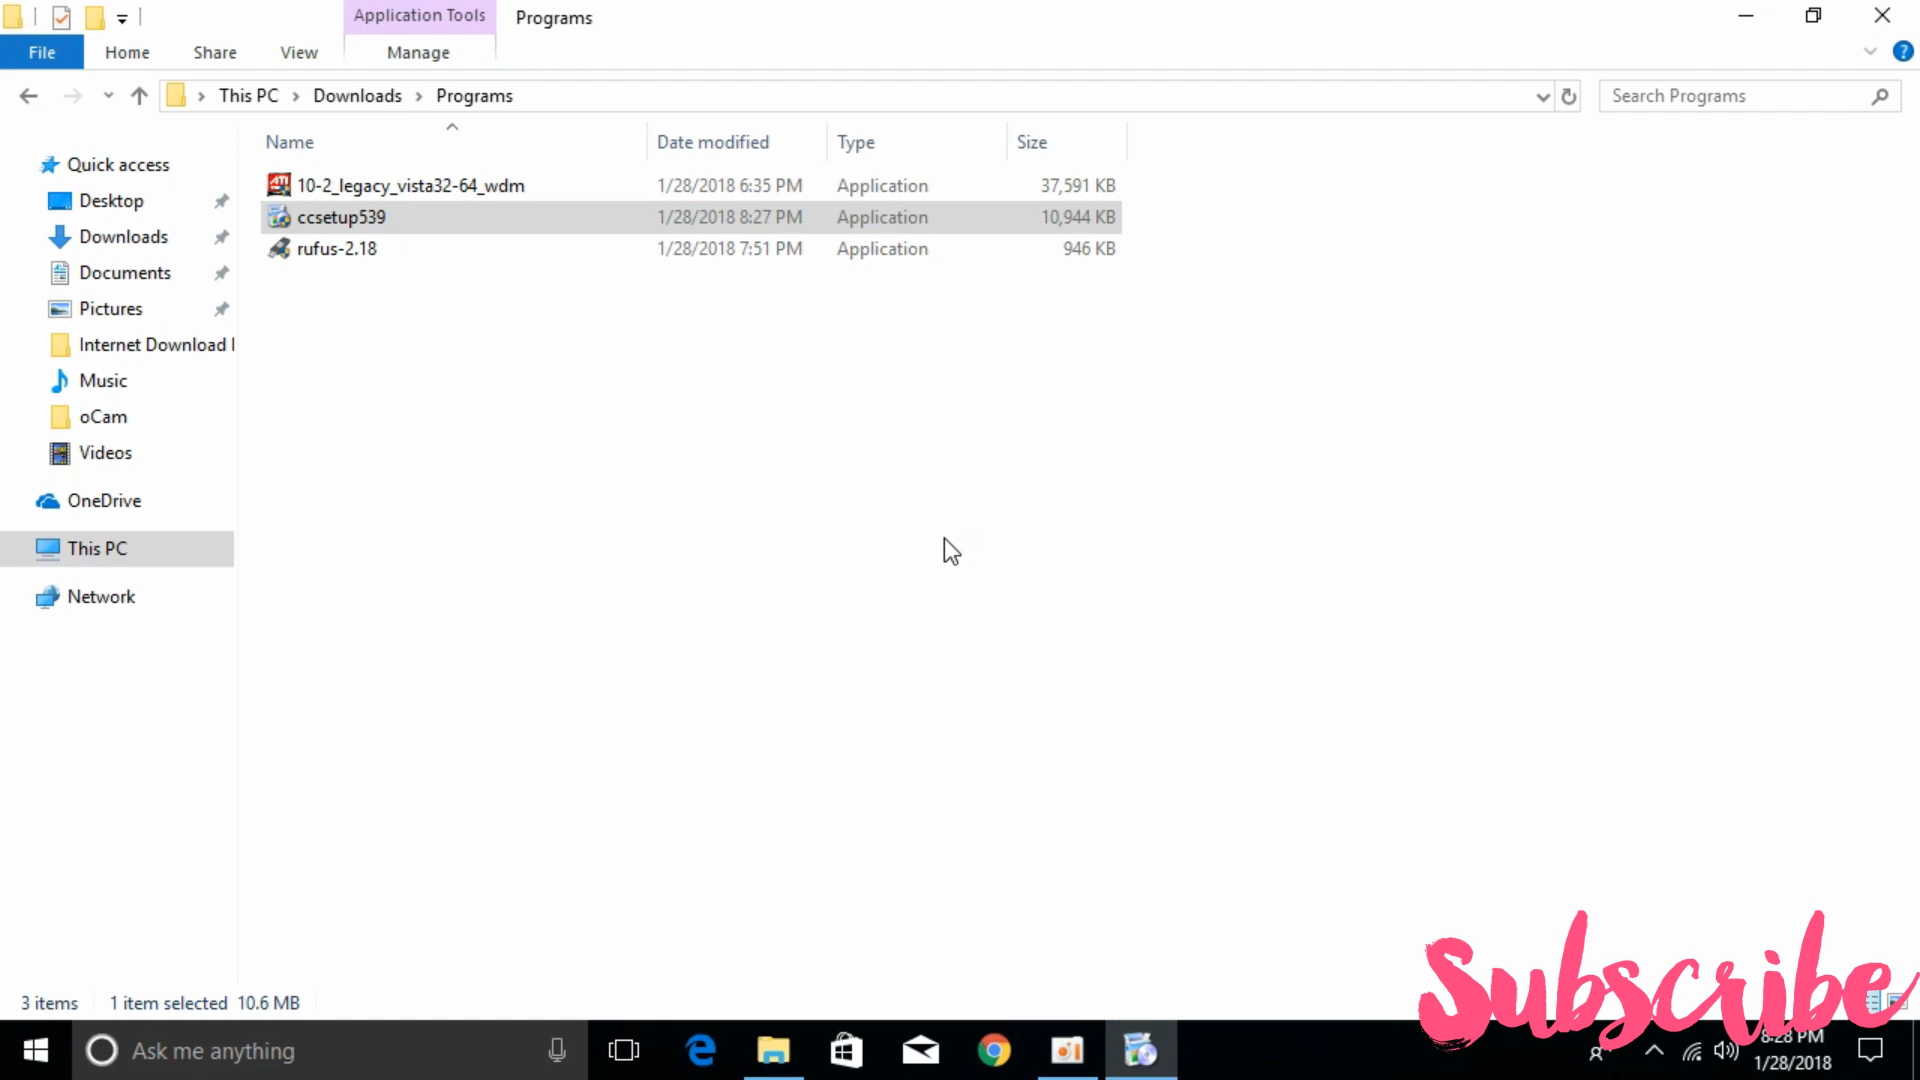 Application Tools
Programs
File
Home
Share
View
Manage
This PC
Downloads
Programs
Search Programs
Name
Date modified
Type
Size
10-2_legacy_vista32-64_wdm
1/28/2018 6:35 PM
Application
37,591 KB
ccsetup539
1/28/2018 8:27 PM
Application
10,944 KB
rufus-2.18
1/28/2018 7:51 PM
Application
946 KB
Quick access
Desktop
Downloads
Documents
Pictures
Internet Download
Music
oCam
Videos
OneDrive
This PC
Network
3 items
1 item selected 10.6 MB
Subscribe
Ask me anything
8:28 PM
1/28/2018